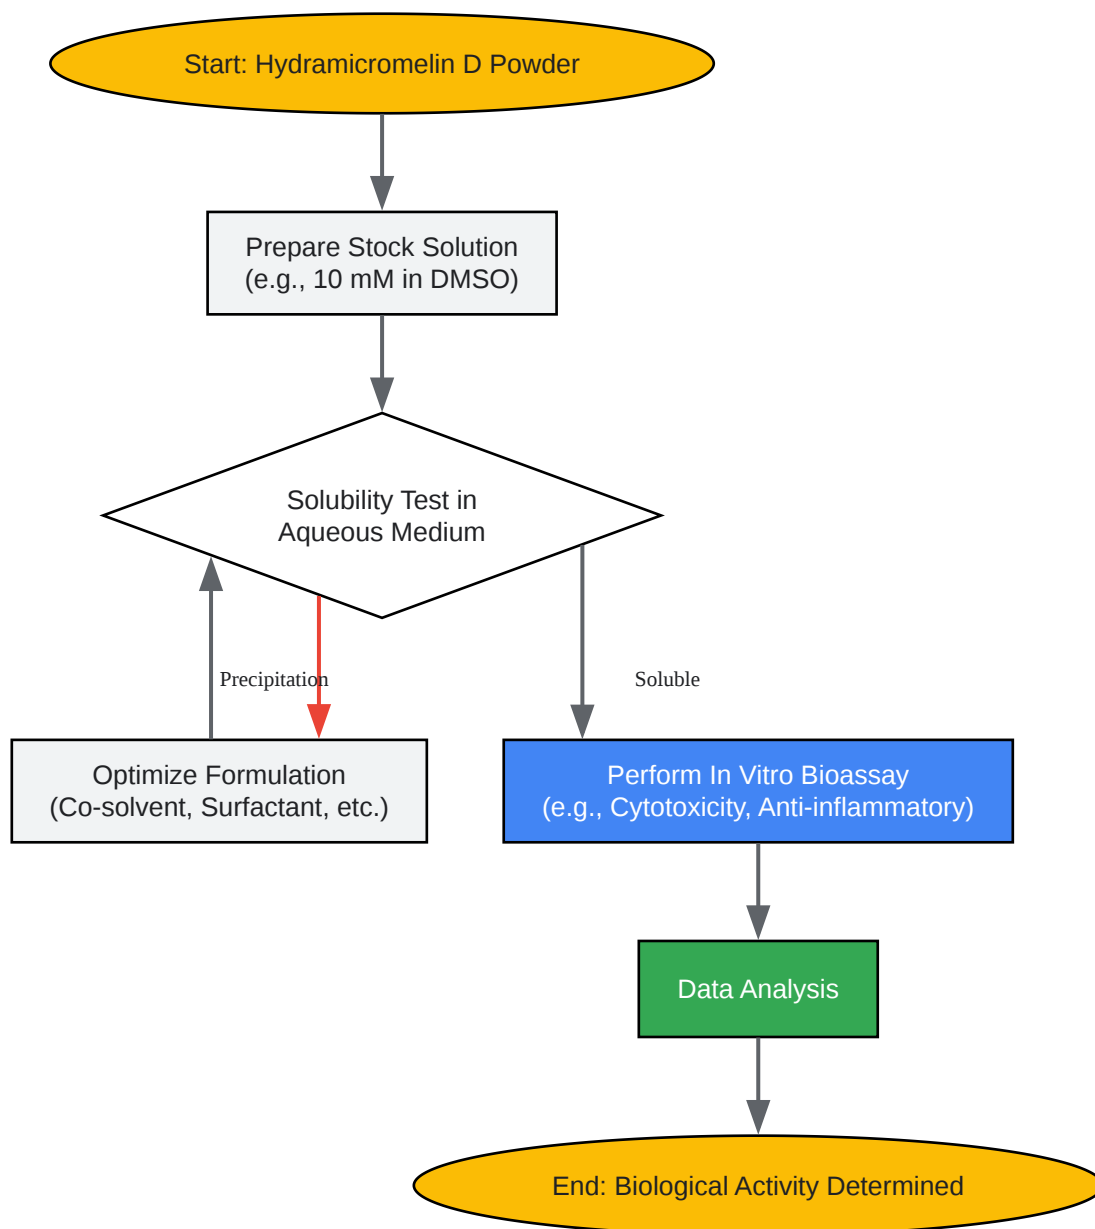 Start: Hydramicromelin D Powder
Prepare Stock Solution
(e.g., 10 mM in DMSO)
Solubility Test in
Aqueous Medium
Precipitation
Soluble
Optimize Formulation
(Co-solvent, Surfactant, etc.)
Perform In Vitro Bioassay
(e.g., Cytotoxicity, Anti-inflammatory)
Data Analysis
End: Biological Activity Determined